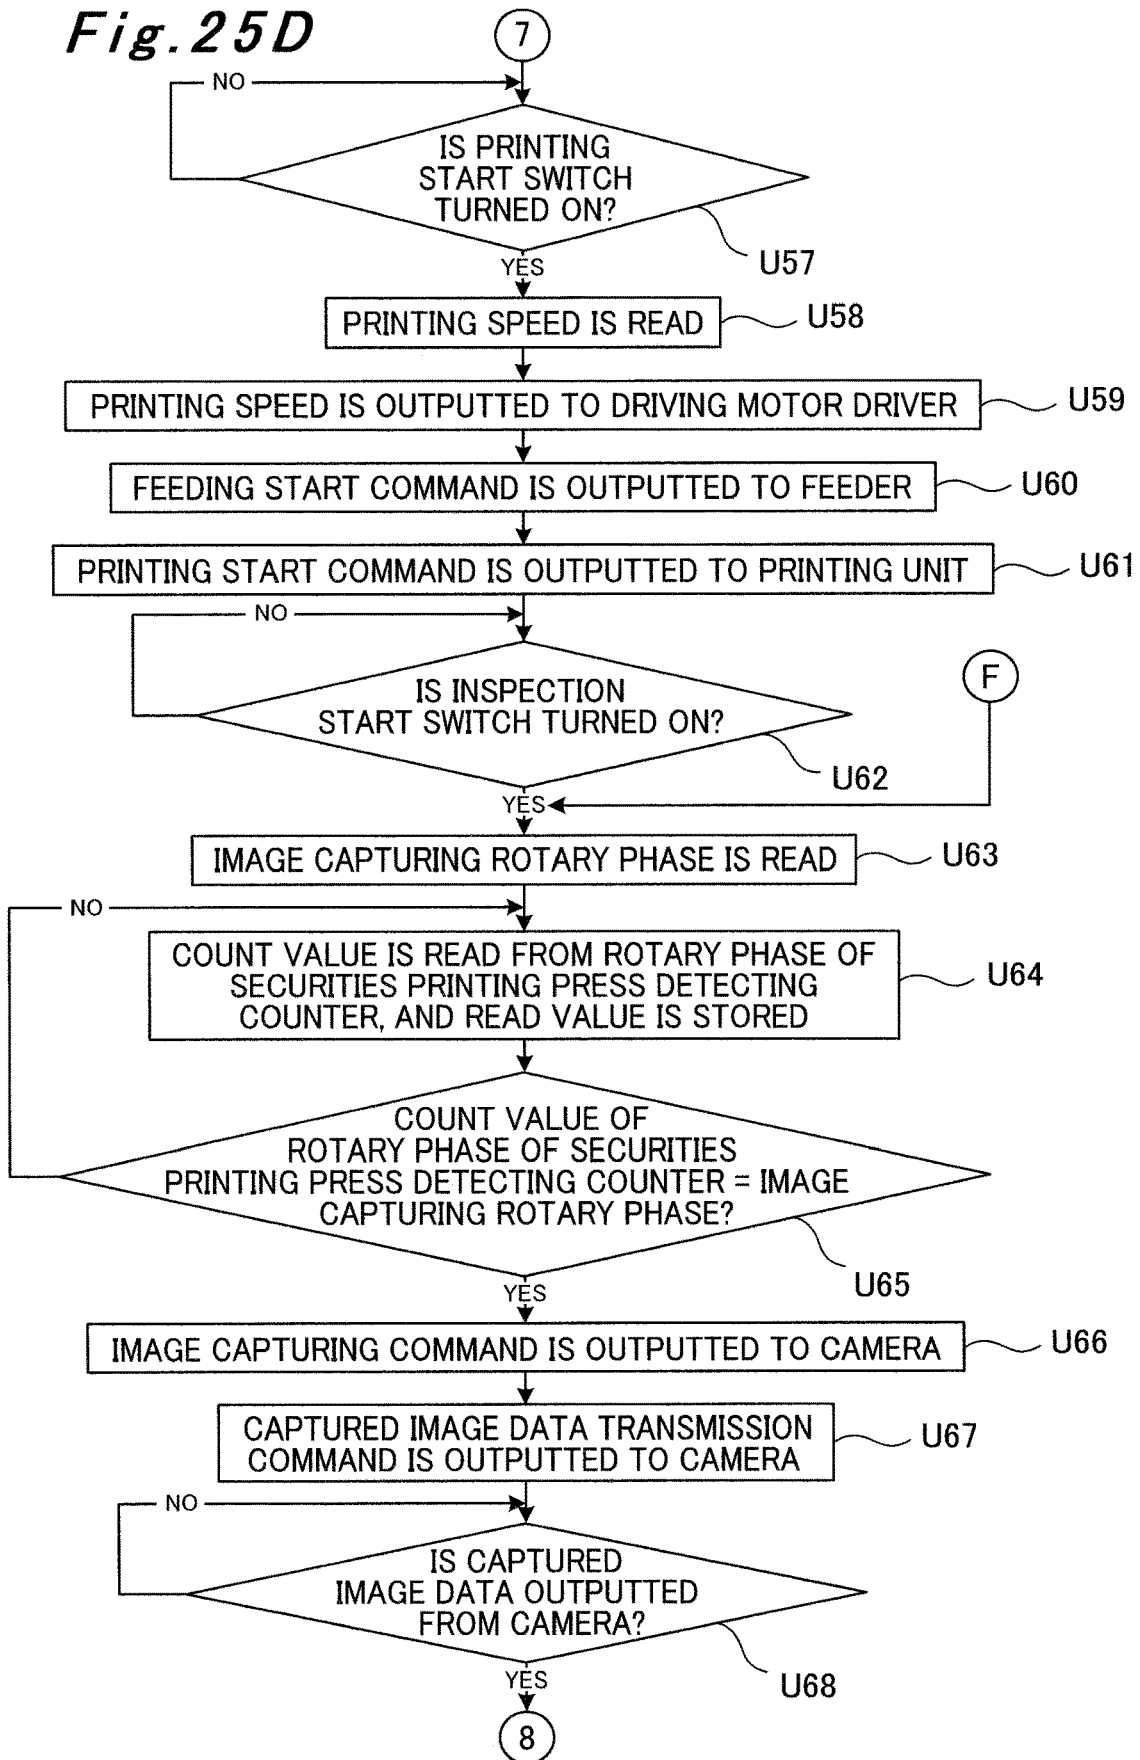 Fig.25D
7
NO
IS PRINTING
START SWITCH
TURNED ON?
U57
YES
PRINTING SPEED IS READ
U58
PRINTING SPEED IS OUTPUTTED TO DRIVING MOTOR DRIVER
U59
FEEDING START COMMAND IS OUTPUTTED TO FEEDER
U60
PRINTING START COMMAND IS OUTPUTTED TO PRINTING UNIT
U61
NO
IS INSPECTION
START SWITCH TURNED ON?
U62
F
YES
IMAGE CAPTURING ROTARY PHASE IS READ
U63
NO
COUNT VALUE IS READ FROM ROTARY PHASE OF
SECURITIES PRINTING PRESS DETECTING
COUNTER, AND READ VALUE IS STORED
U64
COUNT VALUE OF
ROTARY PHASE OF SECURITIES
PRINTING PRESS DETECTING COUNTER = IMAGE
CAPTURING ROTARY PHASE?
U65
YES
IMAGE CAPTURING COMMAND IS OUTPUTTED TO CAMERA
U66
CAPTURED IMAGE DATA TRANSMISSION
COMMAND IS OUTPUTTED TO CAMERA
U67
NO
IS CAPTURED
IMAGE DATA OUTPUTTED
FROM CAMERA?
U68
YES
8